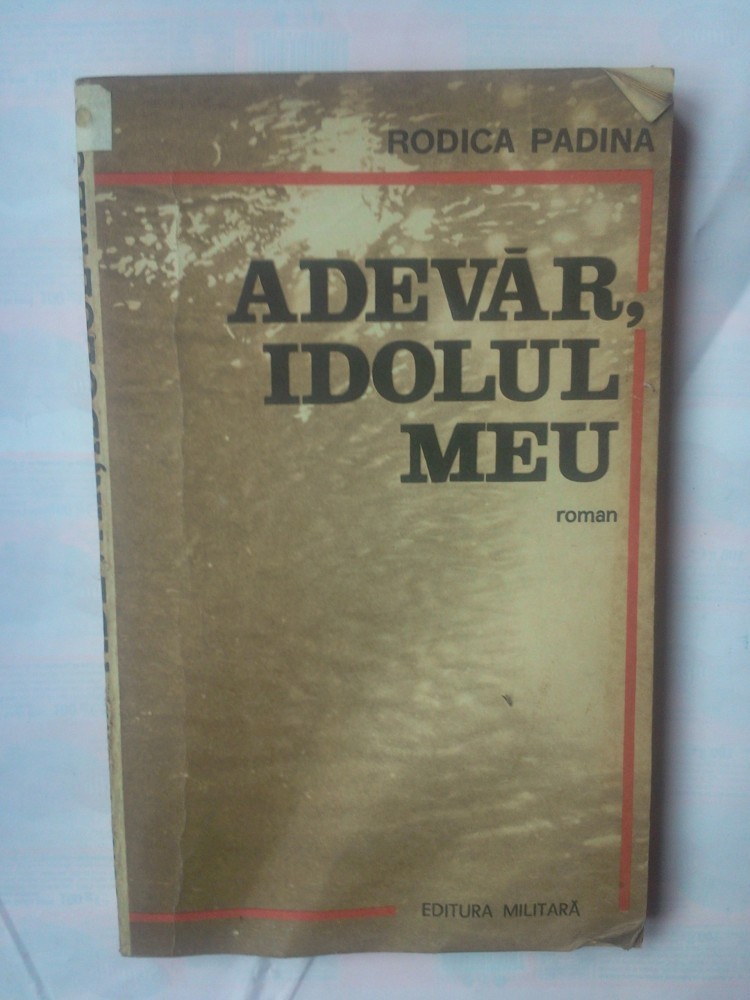 RODICA PADINA
ADEVĂR,
IDOLUL
MEU
roman
EDITURA MILITARĂ